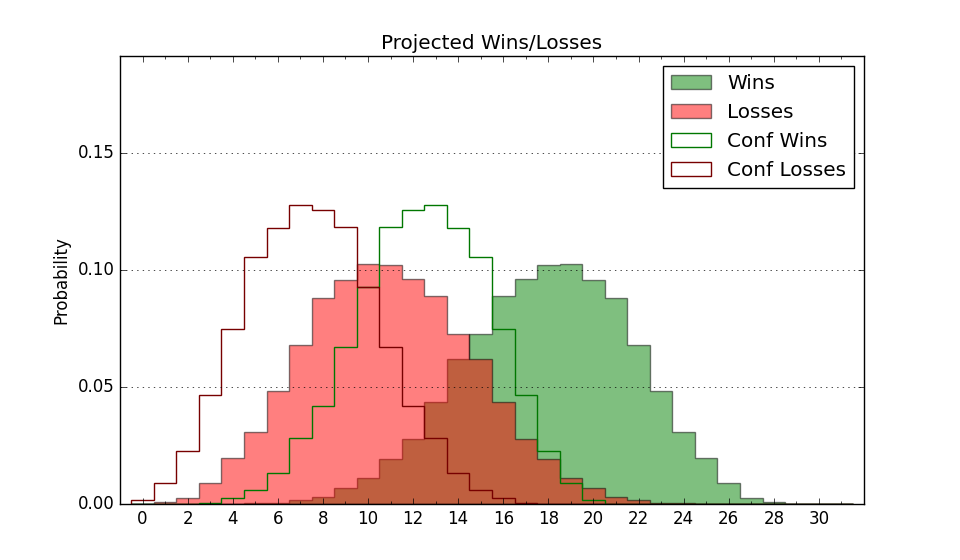 Projected Wins/Losses
Wins
Losses
Conf Wins
Conf Losses
Probability
0.15
0.10
0.05
0.00
0 2 4 6 8 10 12 14 16 18 20 22 24 26 28 30